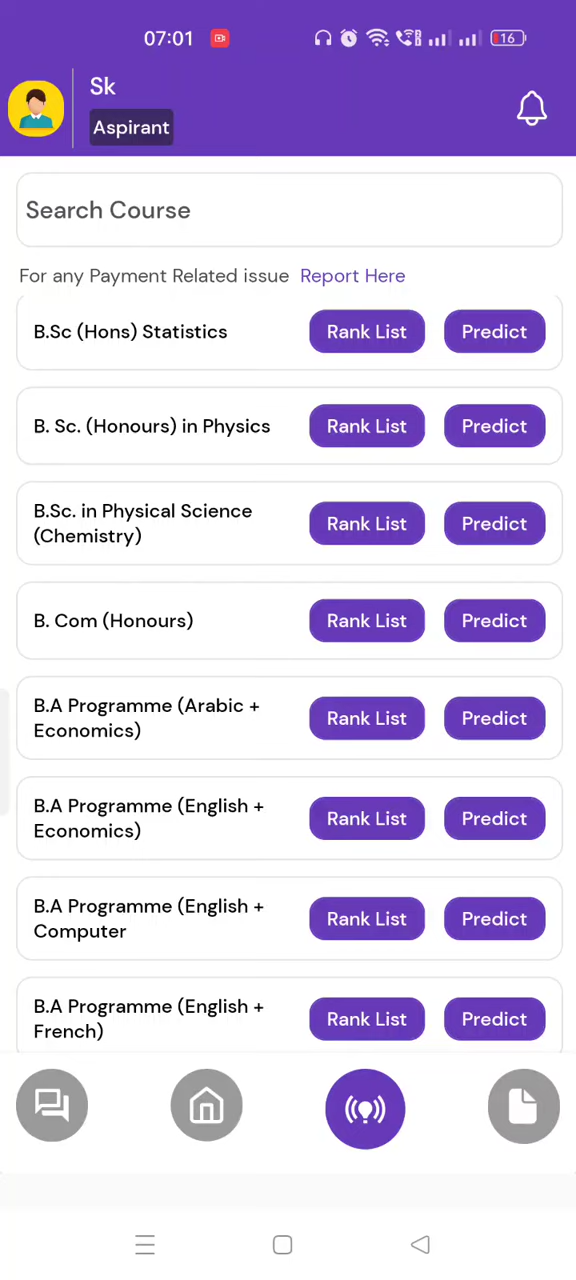 07:01
16
Sk
Aspirant
Search Course
For any Payment Related issue Report Here
B.Sc (Hons) Statistics
Rank List
Predict
B. Sc. (Honours) in Physics
Rank List
Predict
B.Sc. in Physical Science
(Chemistry)
Rank List
Predict
B. Com (Honours)
Rank List
Predict
B.A Programme (Arabic +
Economics)
Rank List
Predict
B.A Programme (English +
Economics)
Rank List
Predict
B.A Programme (English +
Computer
Rank List
Predict
B.A Programme (English +
French)
Rank List
Predict